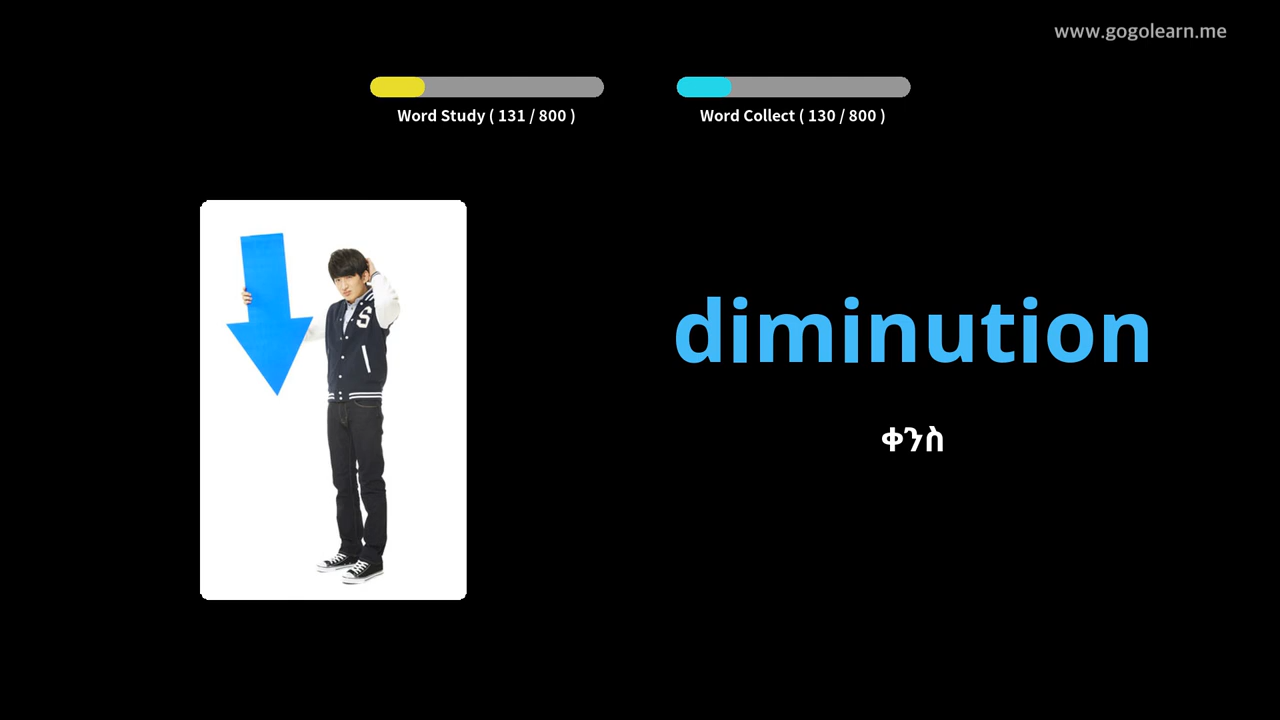 www.gogolearn.me
Word Study ( 131 / 800 )
Word Collect ( 130 / 800 )
S
diminution
ቀንስ